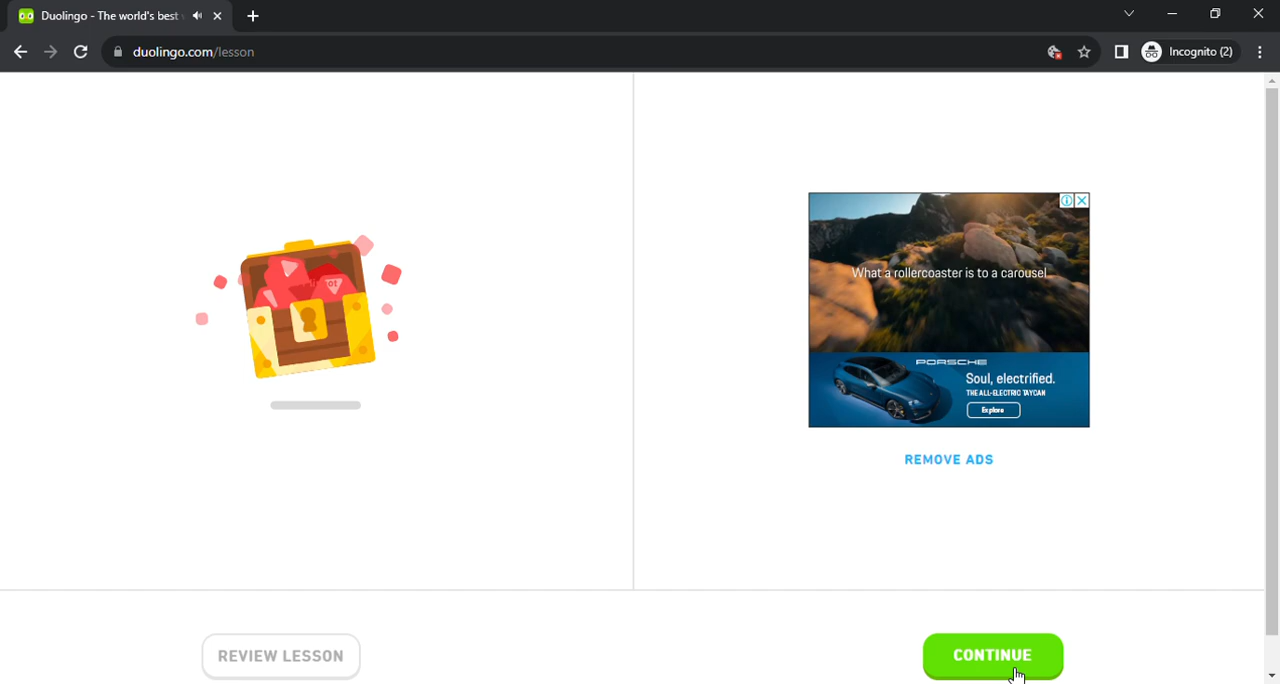 Duolingo - The world's best
duolingo.com/lesson
Incognito (2)
What a rollercoaster is to a carousel
PORSCHE
Soul, electrified.
THE ALL-ELECTRIC TAYCAN
Explore
REMOVE ADS
REVIEW LESSON
CONTINUE